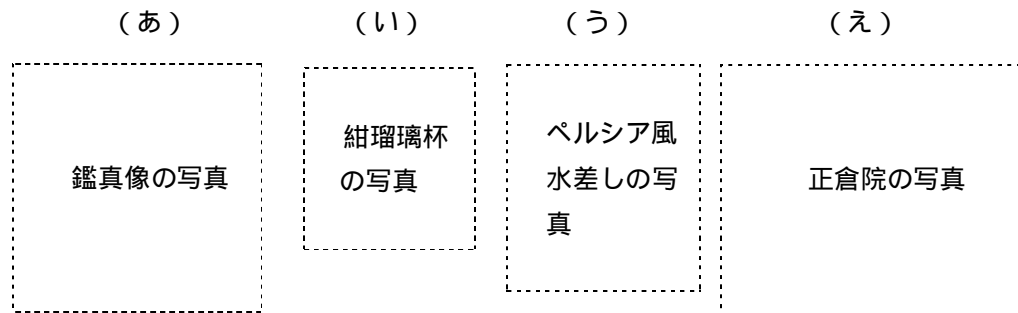 （あ）
（い）
（う）
（え）
鑑真像の写真
紺瑠璃杯
の写真
ペルシア風
水差しの写
真
正倉院の写真